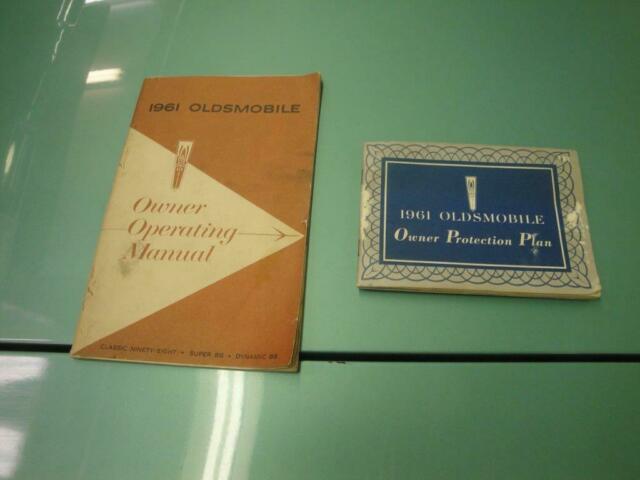 1961 OLDSMOBILE
Owner
Operating
Manual
CLASSIC NINETY-EIGHT • SUPER 88 • DYNAMIC 88
1961 OLDSMOBILE
Owner Protection Plan